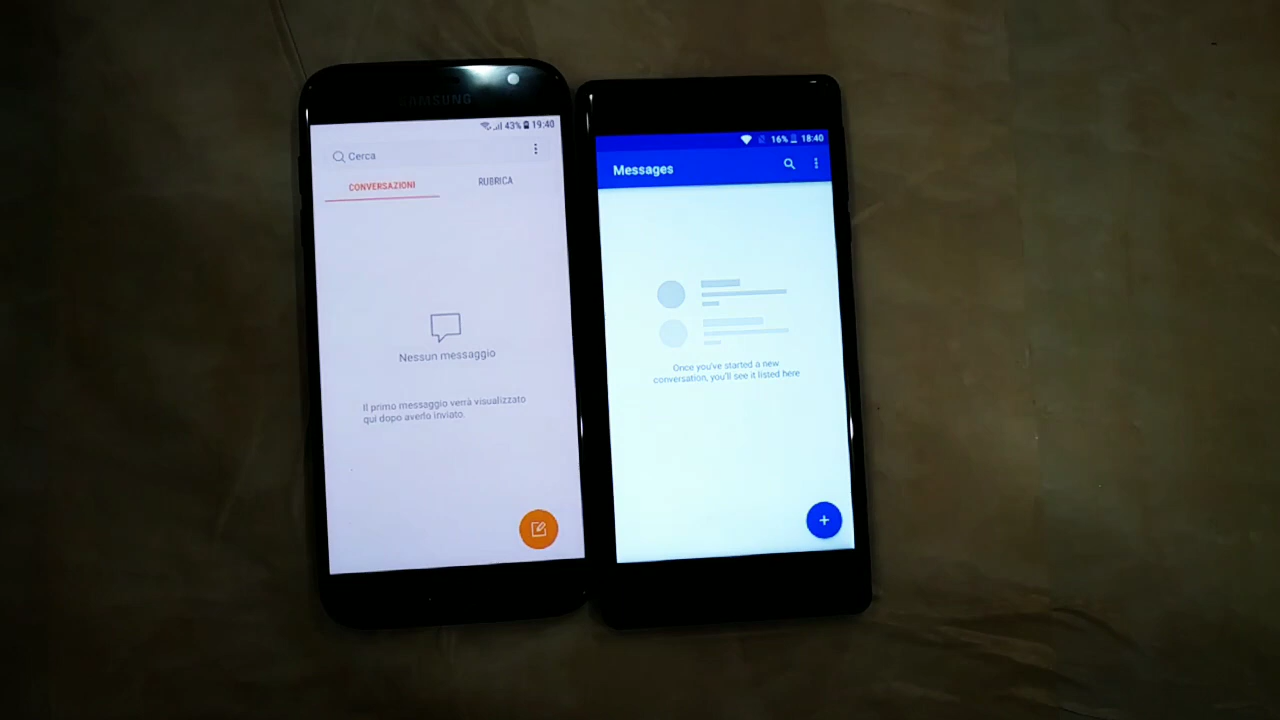 SAMSUNG
43% 19:40
Cerca
CONVERSAZIONI RUBRICA
Nessun messaggio
Il primo messaggio verrà visualizzato
qui dopo averlo inviato.
16% 18:40
Messages
Once you've started a new
conversation, you'll see it listed here